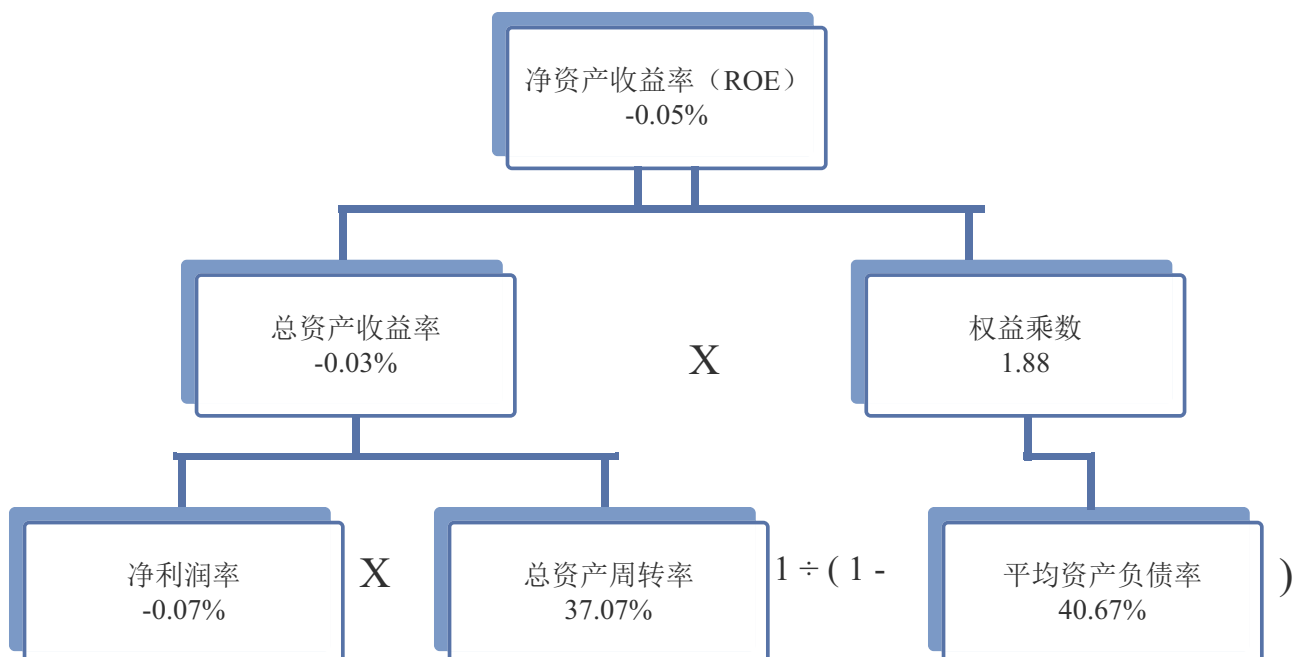 净资产收益率（ROE）
-0.05%
总资产收益率
-0.03%
X
权益乘数
1.88
净利润率
-0.07%
X
总资产周转率
37.07%
1 ÷ ( 1 -
平均资产负债率
40.67%
)